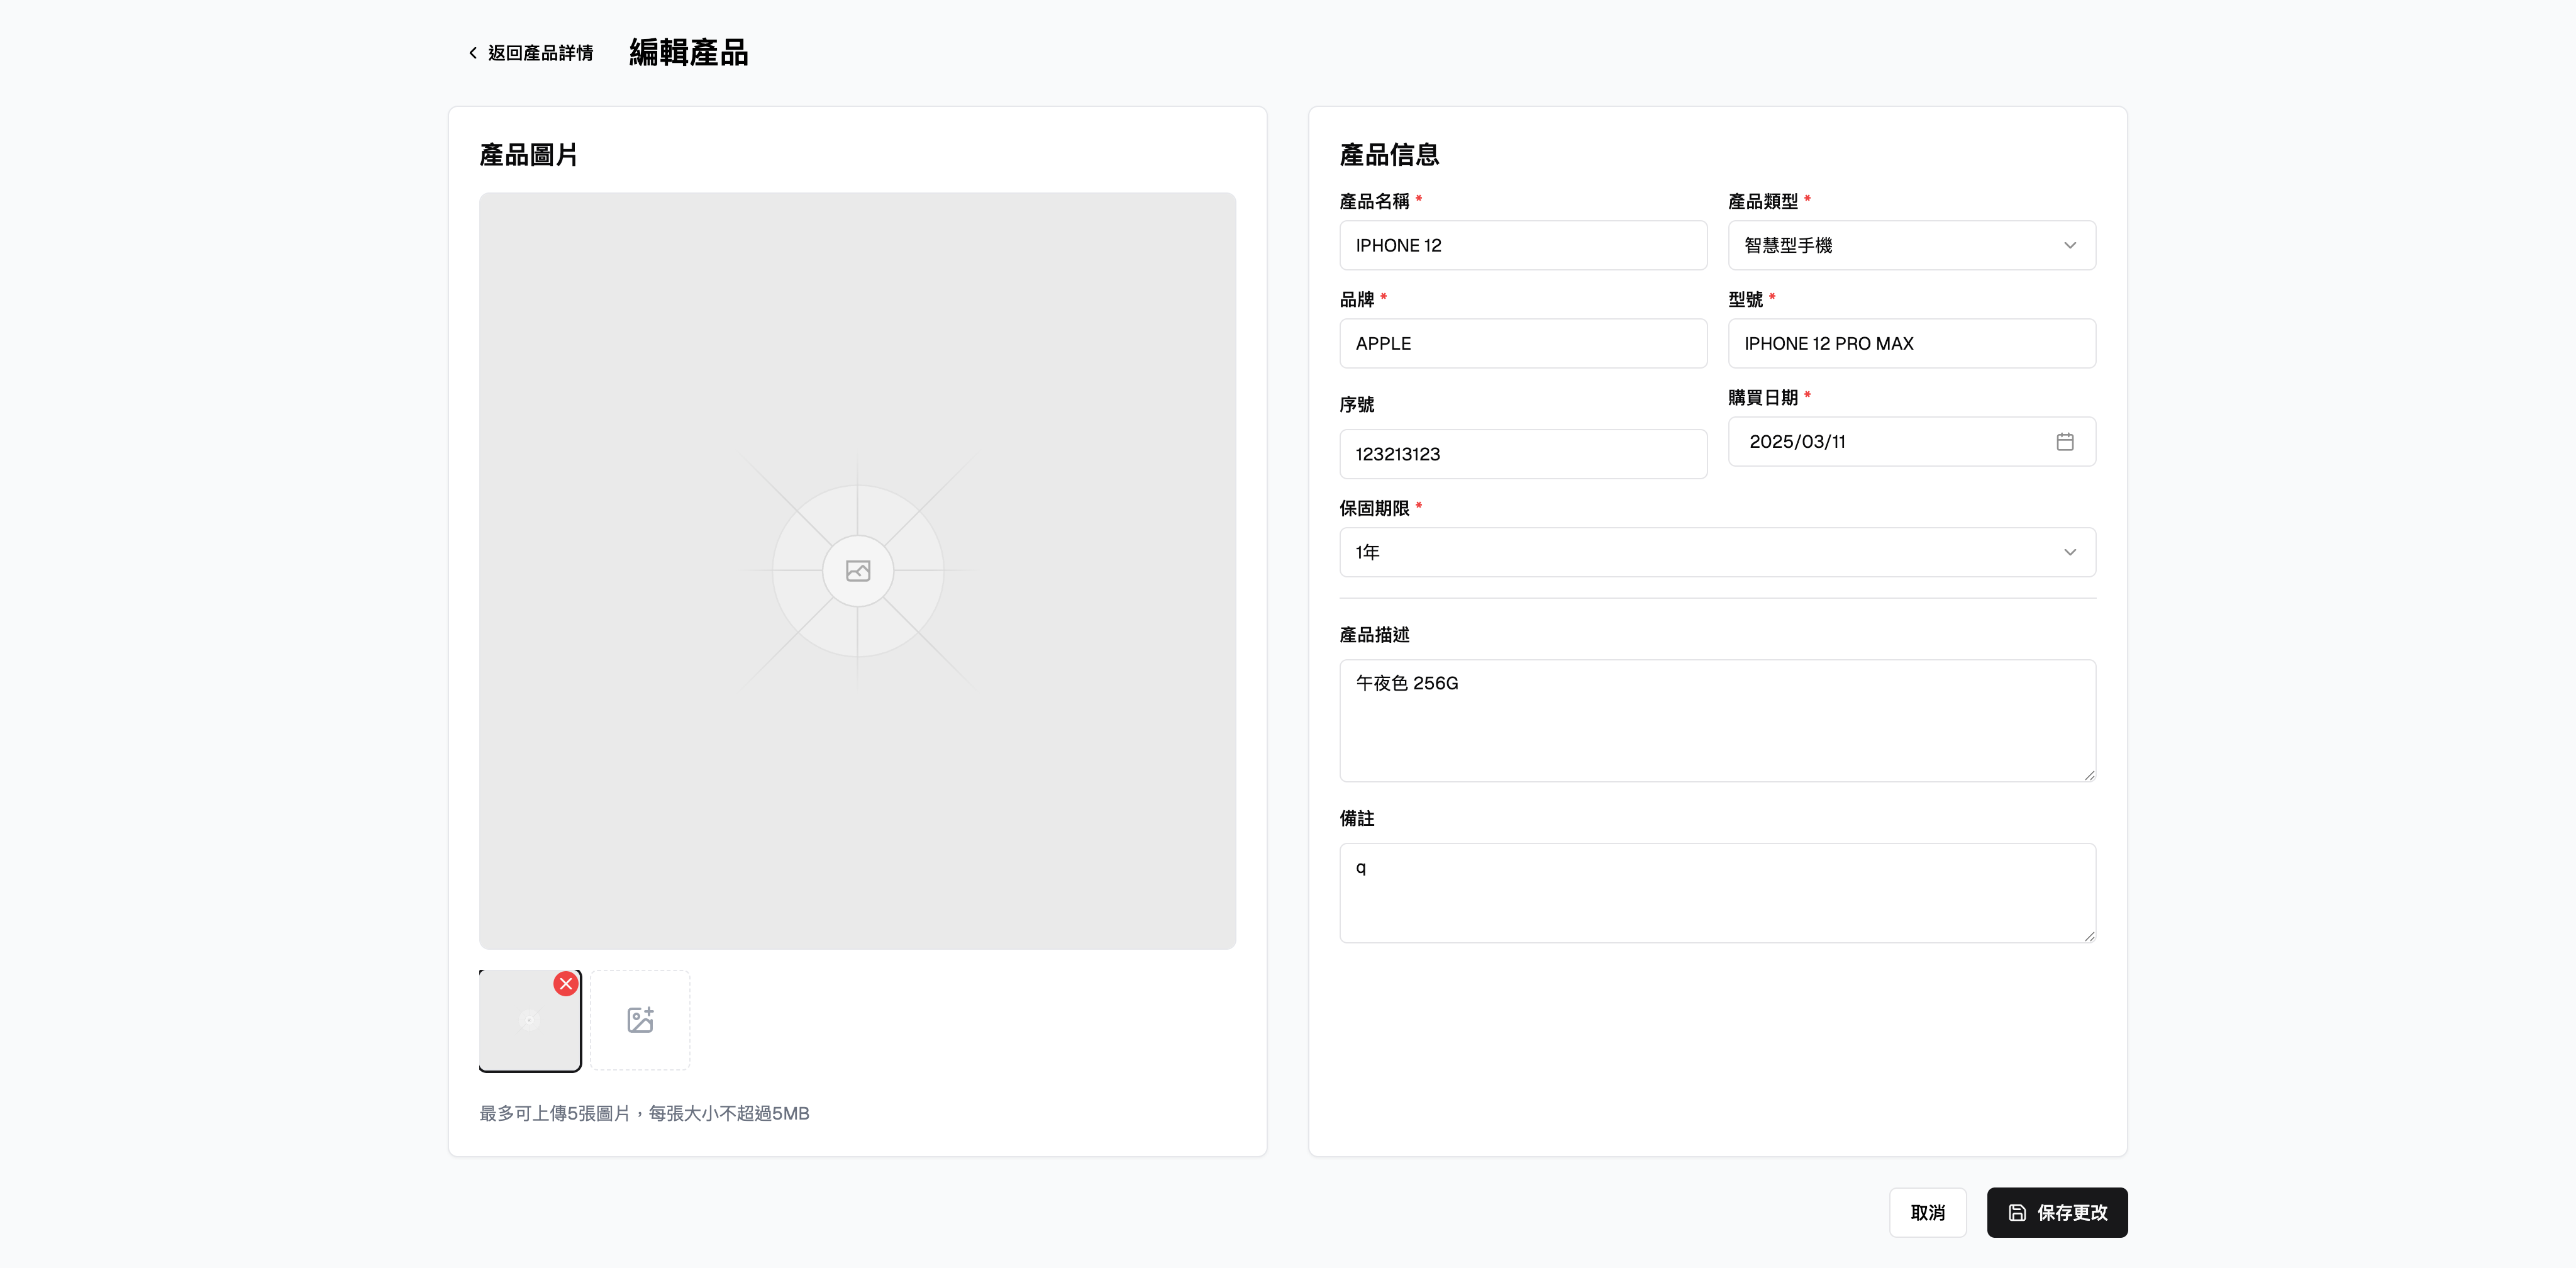 返回產品詳情
編輯產品
產品圖片
最多可上傳5張圖片，每張大小不超過5MB
產品信息
產品名稱 *
IPHONE 12
產品類型 *
智慧型手機
品牌 *
APPLE
型號 *
IPHONE 12 PRO MAX
序號
123213123
購買日期 *
2025/03/11
保固期限 *
1年
產品描述
午夜色 256G
備註
q
取消
保存更改